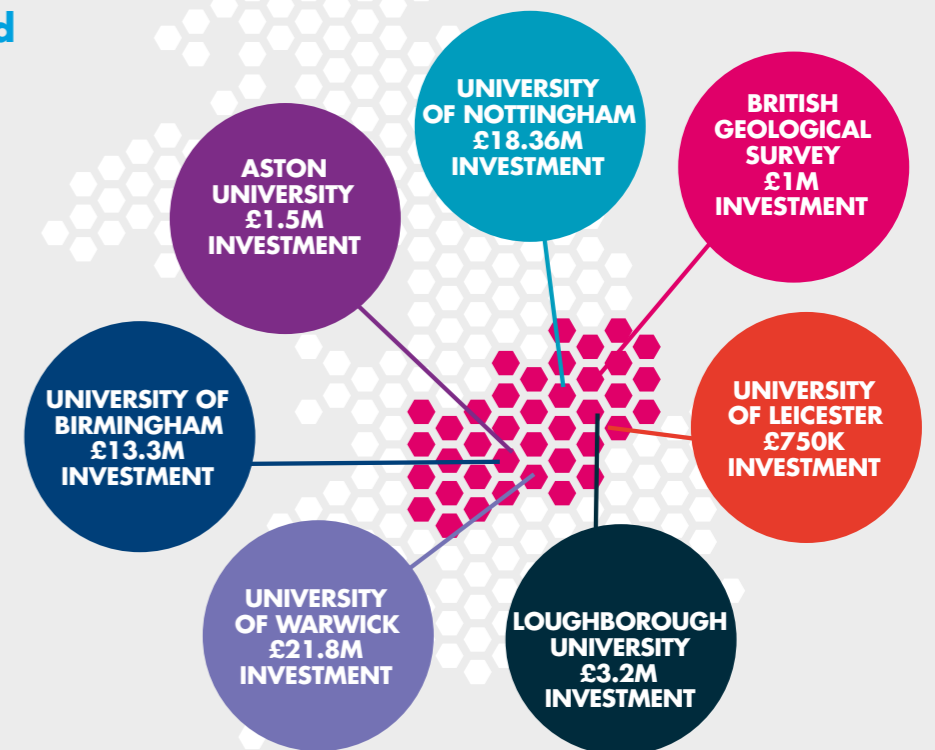 d
UNIVERSITY
OF NOTTINGHAM
£18.36M
INVESTMENT
BRITISH
GEOLOGICAL
SURVEY
£1M
INVESTMENT
ASTON
UNIVERSITY
£1.5M
INVESTMENT
UNIVERSITY OF
BIRMINGHAM
£13.3M
INVESTMENT
UNIVERSITY
OF LEICESTER
£750K
INVESTMENT
UNIVERSITY
OF WARWICK
£21.8M
INVESTMENT
LOUGHBOROUGH
UNIVERSITY
£3.2M
INVESTMENT